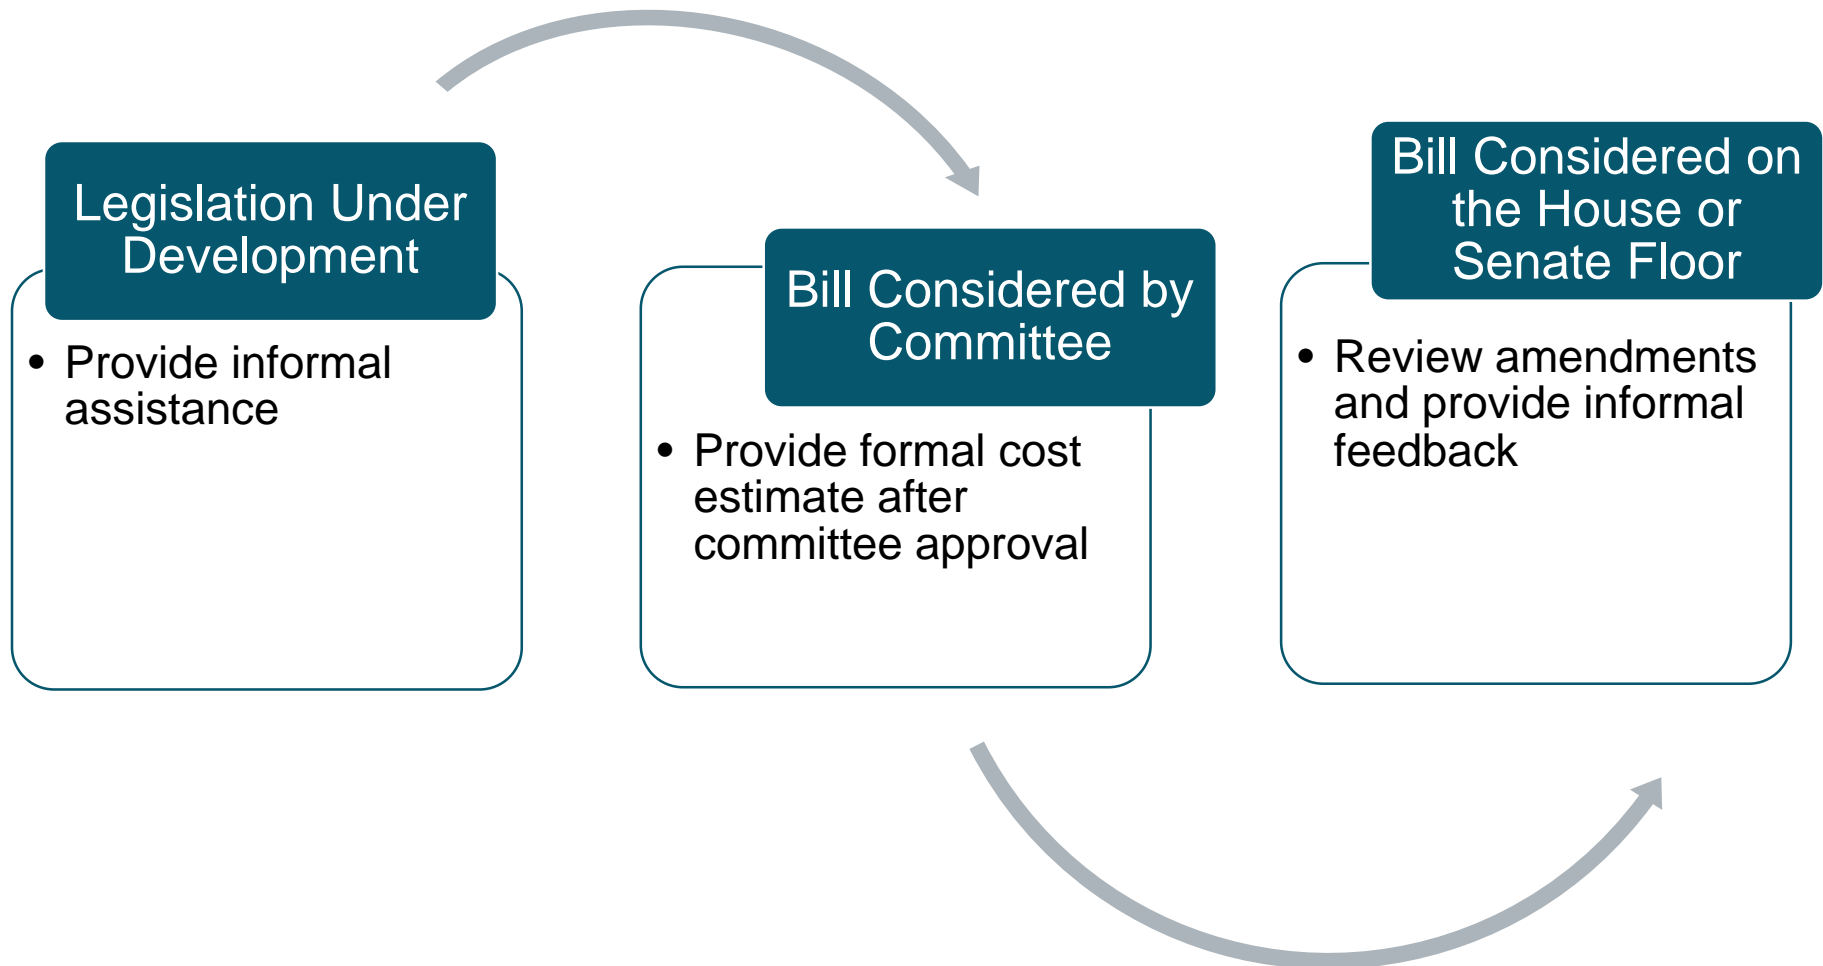 Legislation Under
Development
• Provide informal
assistance
Bill Considered by
Committee
• Provide formal cost
estimate after
committee approval
Bill Considered on
the House or
Senate Floor
• Review amendments
and provide informal
feedback